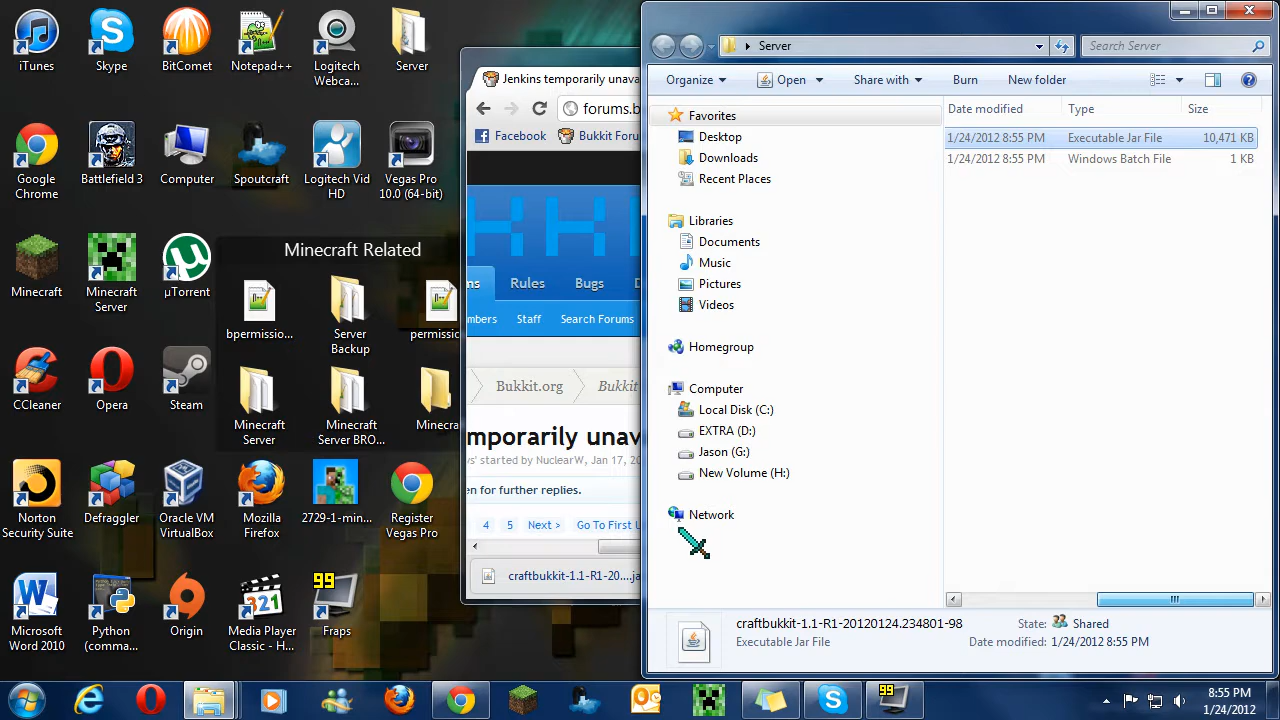 iTunes
Skype
BitComet
Notepad++
Logitech
Webca...
Server
Google
Chrome
Battlefield 3
Computer
Spoutcraft
Logitech Vid
HD
Vegas Pro
10.0 (64-bit)
Minecraft
Minecraft
Server
µTorrent
Minecraft Related
bpermissio...
Server
Backup
permissic
CCleaner
Opera
Steam
Minecraft
Server
Minecraft
Server BRO...
Minecra
Norton
Security Suite
Defraggler
Oracle VM
VirtualBox
Mozilla
Firefox
2729-1-min...
Register
Vegas Pro
Microsoft
Word 2010
Python
(comma...
Origin
99
Media Player
Classic - H...
321
Fraps
Jenkins temporarily unava
forums.b
Facebook
Bukkit Foru
KKI
ns
Rules
Bugs
D
mbers
Staff
Search Forums
Bukkit.org
Bukkit
mporarily unav
ys' started by NuclearW, Jan 17, 20
en for further replies.
4
5
Next >
Go To First U
craftbukkit-1.1-R1-20....ja
Server
Search Server
Organize
Open
Share with
Burn
New folder
Favorites
Desktop
Downloads
Recent Places
Libraries
Documents
Music
Pictures
Videos
Homegroup
Computer
Local Disk (C:)
EXTRA (D:)
Jason (G:)
New Volume (H:)
Network
Date modified
Type
Size
1/24/2012 8:55 PM
Executable Jar File
10,471 KB
1/24/2012 8:55 PM
Windows Batch File
1 KB
craftbukkit-1.1-R1-20120124.234801-98
State:
Shared
Executable Jar File
Date modified: 1/24/2012 8:55 PM
99
8:55 PM
1/24/2012